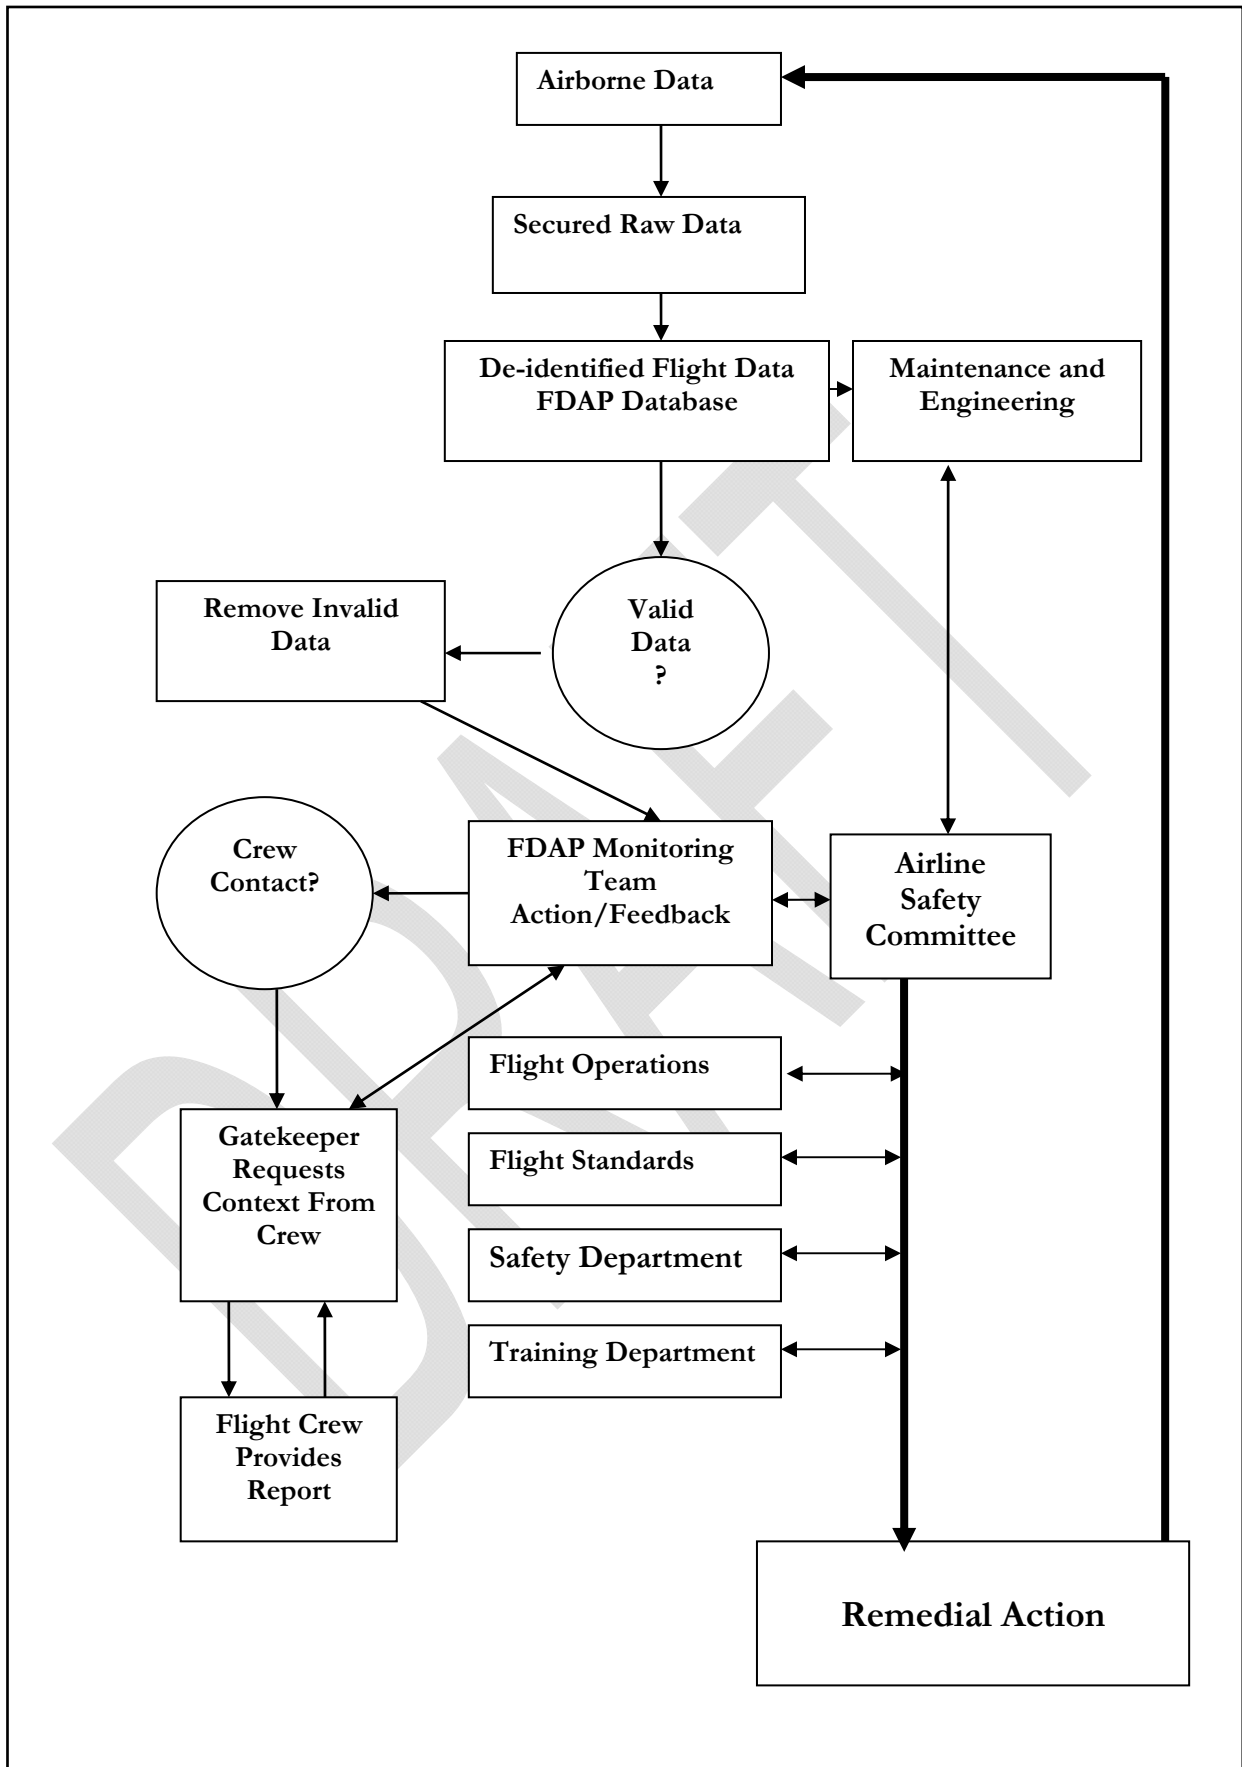 Airborne Data
Secured Raw Data
De-identified Flight Data
FDAP Database
Maintenance and
Engineering
Valid
Data
?
Remove Invalid
Data
Crew
Contact?
FDAP Monitoring
Team
Action/Feedback
Airline
Safety
Committee
Flight Operations
Gatekeeper
Requests
Context From
Crew
Flight Standards
Safety Department
Training Department
Flight Crew
Provides
Report
Remedial Action
DRAFT